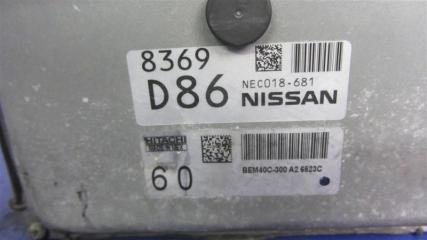 8369
D86
NEC018-681
NISSAN
HITACHI
60
BEM40C-300 A2 6823C